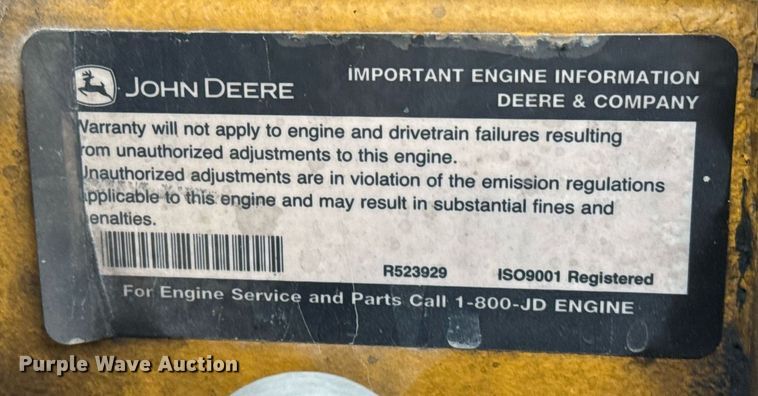 JOHN DEERE
IMPORTANT ENGINE INFORMATION
DEERE & COMPANY
Warranty will not apply to engine and drivetrain failures resulting
rom unauthorized adjustments to this engine.
Unauthorized adjustments are in violation of the emission regulations
applicable to this engine and may result in substantial fines and
enalties.
R523929 ISO9001 Registered
For Engine Service and Parts Call 1-800-JD ENGINE
Purple Wave Auction